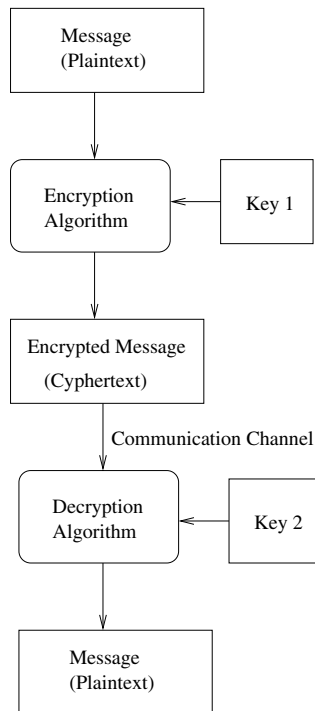 Message
(Plaintext)
Encryption
Algorithm
Key 1
Encrypted Message
(Cyphertext)
Communication Channel
Decryption
Algorithm
Key 2
Message
(Plaintext)